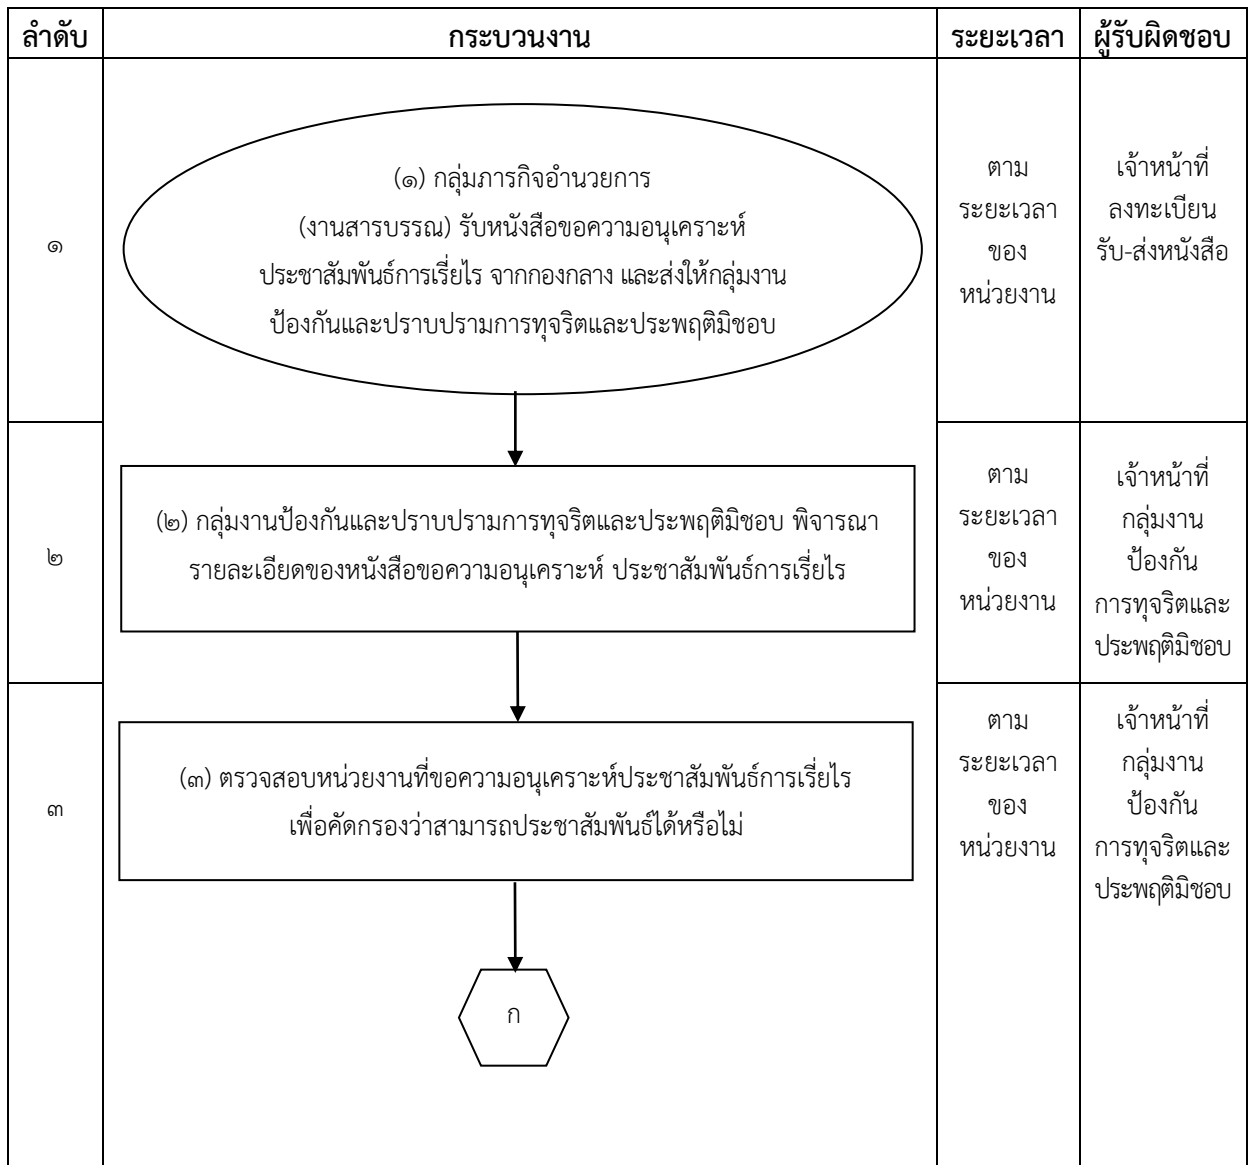 ลำดับ กระบวนงาน ระยะเวลา ผู้รับผิดชอบ
๑
(๑) กลุ่มภารกิจอำนวยการ
(งานสารบรรณ) รับหนังสือขอความอนุเคราะห์
ประชาสัมพันธ์การเรี่ยไร จากกองกลาง และส่งให้กลุ่มงาน
ป้องกันและปราบปรามการทุจริตและประพฤติมิชอบ
ตาม
ระยะเวลา
ของ
หน่วยงาน
เจ้าหน้าที่
ลงทะเบียน
รับ-ส่งหนังสือ
๒
(๒) กลุ่มงานป้องกันและปราบปรามการทุจริตและประพฤติมิชอบ พิจารณา
รายละเอียดของหนังสือขอความอนุเคราะห์ ประชาสัมพันธ์การเรี่ยไร
ตาม
ระยะเวลา
ของ
หน่วยงาน
เจ้าหน้าที่
กลุ่มงาน
ป้องกัน
การทุจริตและ
ประพฤติมิชอบ
๓
(๓) ตรวจสอบหน่วยงานที่ขอความอนุเคราะห์ประชาสัมพันธ์การเรี่ยไร
เพื่อคัดกรองว่าสามารถประชาสัมพันธ์ได้หรือไม่
ตาม
ระยะเวลา
ของ
หน่วยงาน
เจ้าหน้าที่
กลุ่มงาน
ป้องกัน
การทุจริตและ
ประพฤติมิชอบ
ก